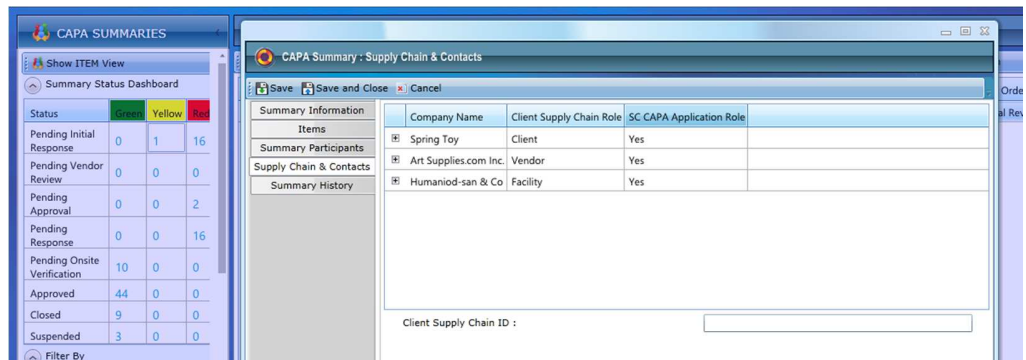 CAPA SUMMARIES
Show ITEM View
Summary Status Dashboard
Status Green Yellow Red
Pending Initial
Response 0 1 16
Pending Vendor
Review 0 0 0
Pending
Approval 0 0 2
Pending
Response 0 0 16
Pending Onsite
Verification 10 0 0
Approved 44 0 0
Closed 9 0 0
Suspended 3 0 0
Filter By
CAPA Summary : Supply Chain & Contacts
Save Save and Close Cancel
Summary Information
Items
Summary Participants
Supply Chain & Contacts
Summary History
Company Name Client Supply Chain Role SC CAPA Application Role
Spring Toy Client Yes
Art Supplies.com Inc. Vendor Yes
Humaniod-san & Co Facility Yes
Client Supply Chain ID :
Orde
al Rev